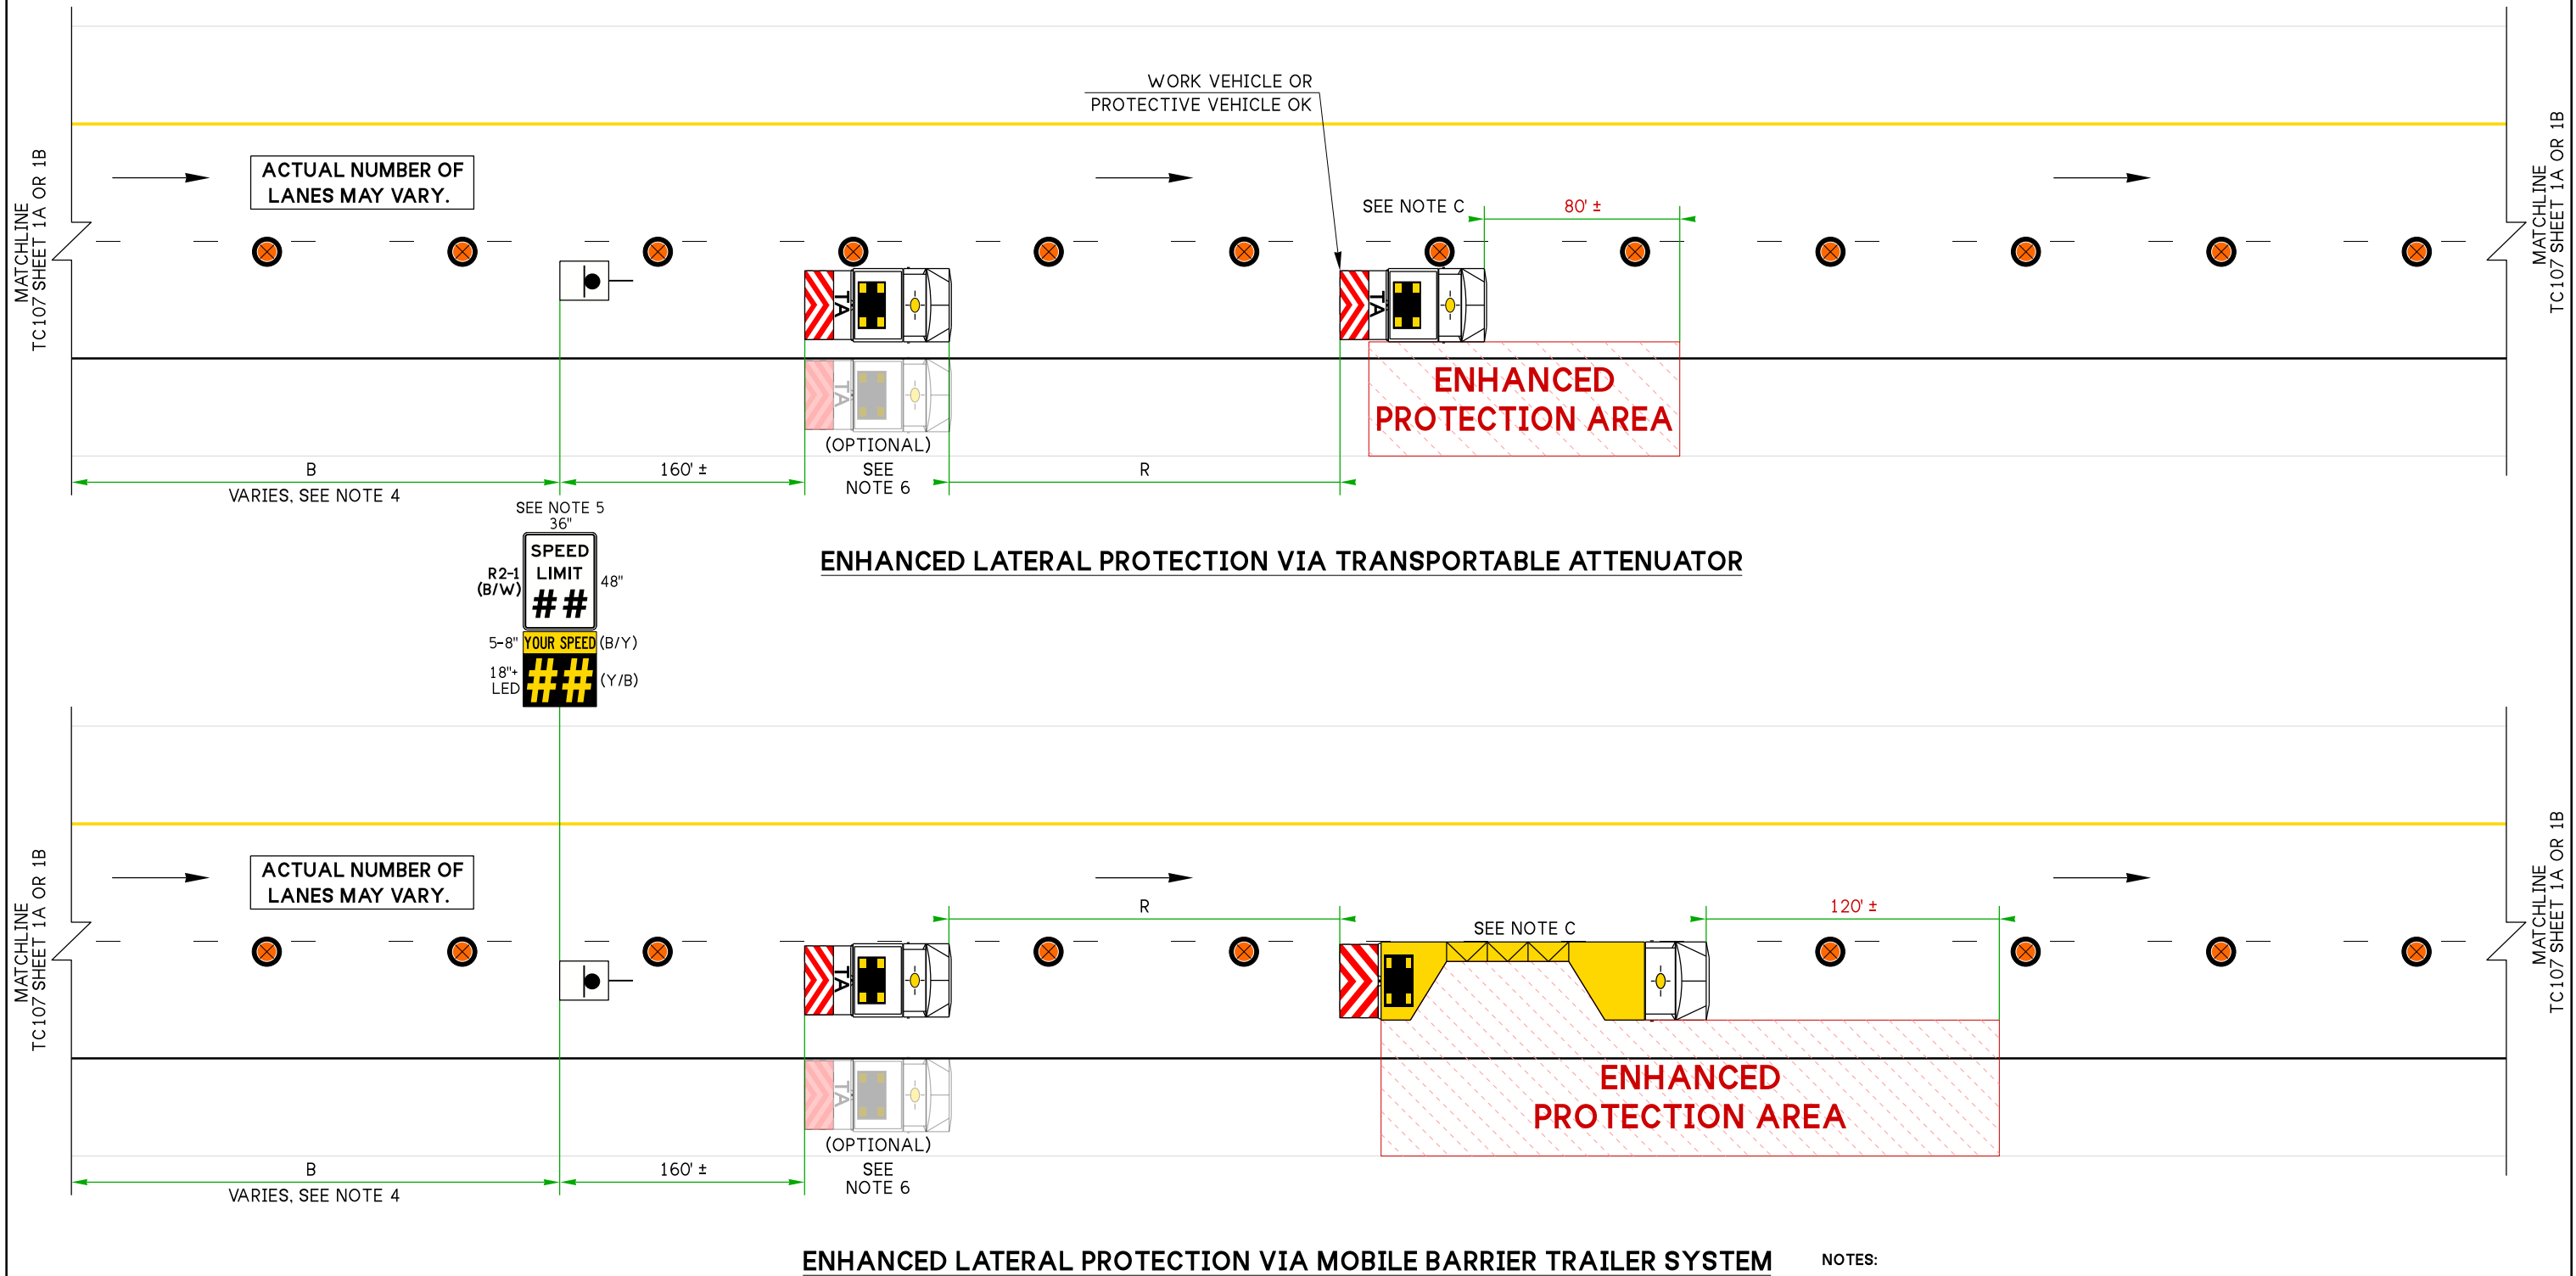 WORK VEHICLE OR
PROTECTIVE VEHICLE OK
MATCHLINE
TC107 SHEET 1A OR 1B
ACTUAL NUMBER OF
LANES MAY VARY.
SEE NOTE C
80' ±
MATCHLINE
TC107 SHEET 1A OR 1B
TA
TA
TA
ENHANCED
PROTECTION AREA
(OPTIONAL)
SEE
NOTE 6
B
VARIES, SEE NOTE 4
160' ±
R
SEE NOTE 5
36"
SPEED
LIMIT
##
R2-1
(B/W)
48"
5-8"
YOUR SPEED
(B/Y)
18"+
LED
##
(Y/B)
ENHANCED LATERAL PROTECTION VIA TRANSPORTABLE ATTENUATOR
MATCHLINE
TC107 SHEET 1A OR 1B
ACTUAL NUMBER OF
LANES MAY VARY.
R
SEE NOTE C
120' ±
MATCHLINE
TC107 SHEET 1A OR 1B
TA
TA
ENHANCED
PROTECTION AREA
(OPTIONAL)
SEE
NOTE 6
B
VARIES, SEE NOTE 4
160' ±
ENHANCED LATERAL PROTECTION VIA MOBILE BARRIER TRAILER SYSTEM
NOTES: